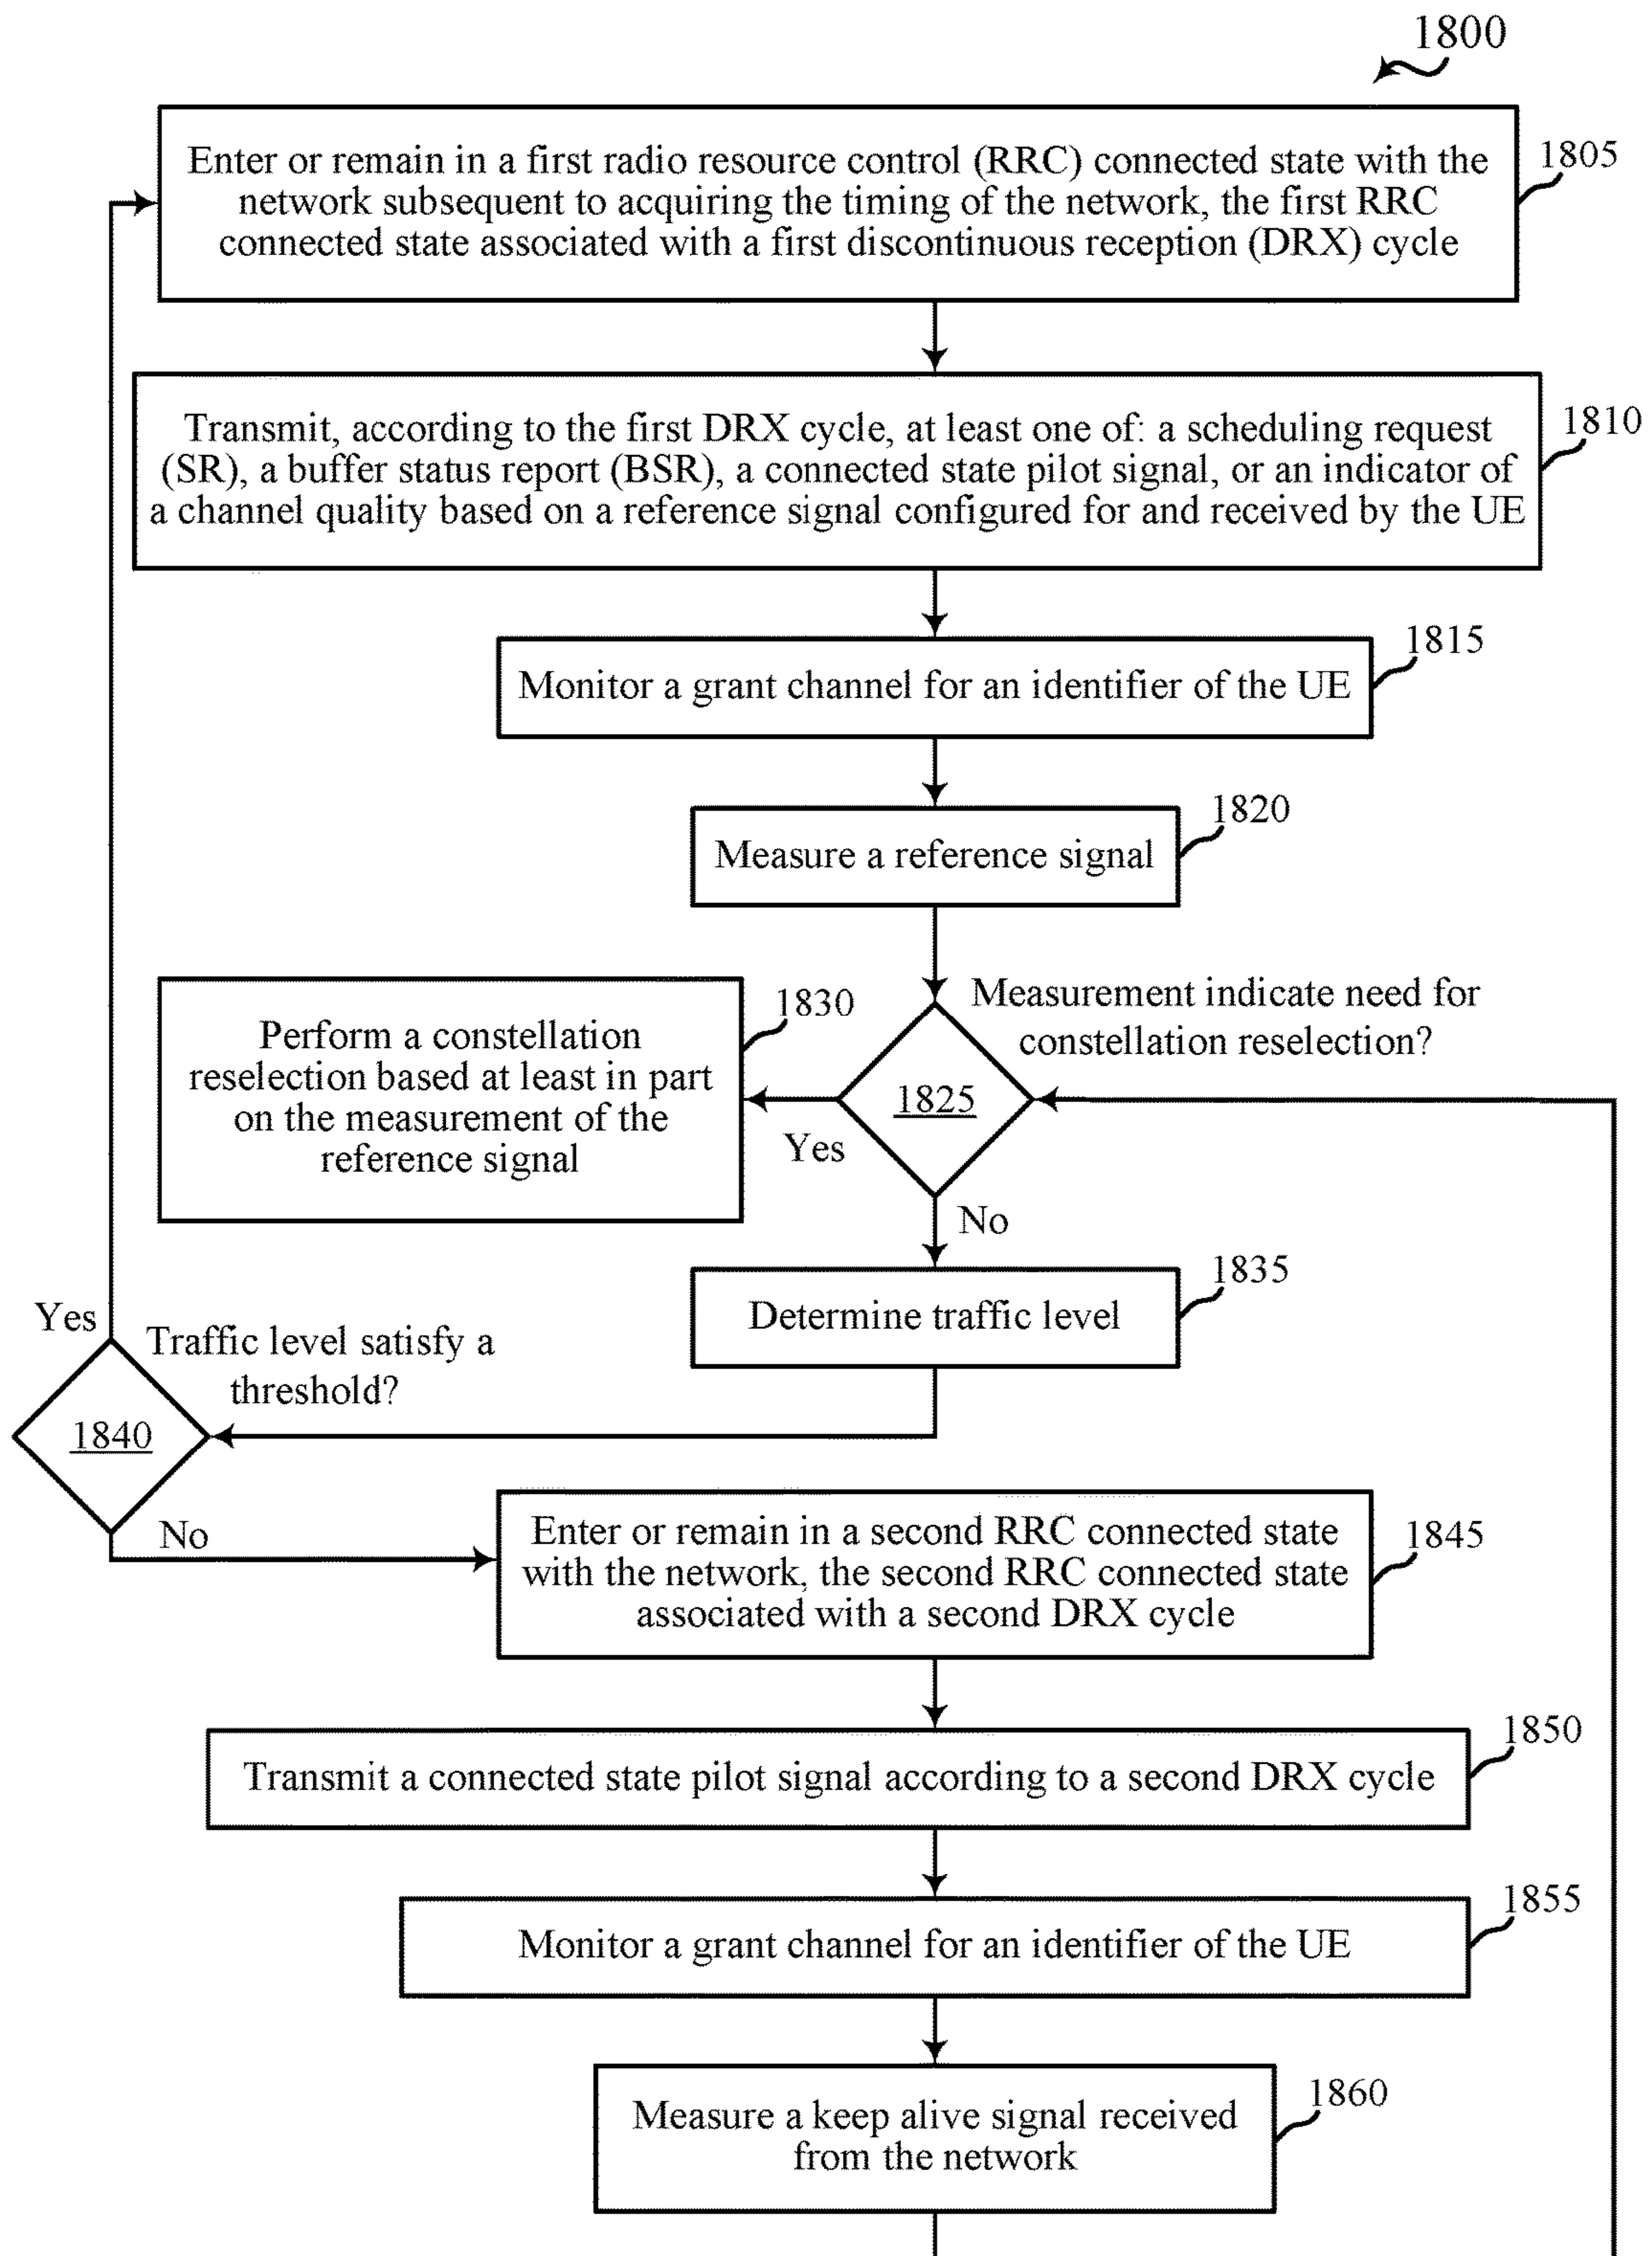 1800
Enter or remain in a first radio resource control (RRC) connected state with the
network subsequent to acquiring the timing of the network, the first RRC
connected state associated with a first discontinuous reception (DRX) cycle
1805
Transmit, according to the first DRX cycle, at least one of: a scheduling request
(SR), a buffer status report (BSR), a connected state pilot signal, or an indicator of
a channel quality based on a reference signal configured for and received by the UE
1810
Monitor a grant channel for an identifier of the UE
1815
Measure a reference signal
1820
Measurement indicate need for
constellation reselection?
1825
Yes
Perform a constellation
reselection based at least in part
on the measurement of the
reference signal
1830
No
Determine traffic level
1835
Traffic level satisfy a
threshold?
1840
Yes
No
Enter or remain in a second RRC connected state
with the network, the second RRC connected state
associated with a second DRX cycle
1845
Transmit a connected state pilot signal according to a second DRX cycle
1850
Monitor a grant channel for an identifier of the UE
1855
Measure a keep alive signal received
from the network
1860